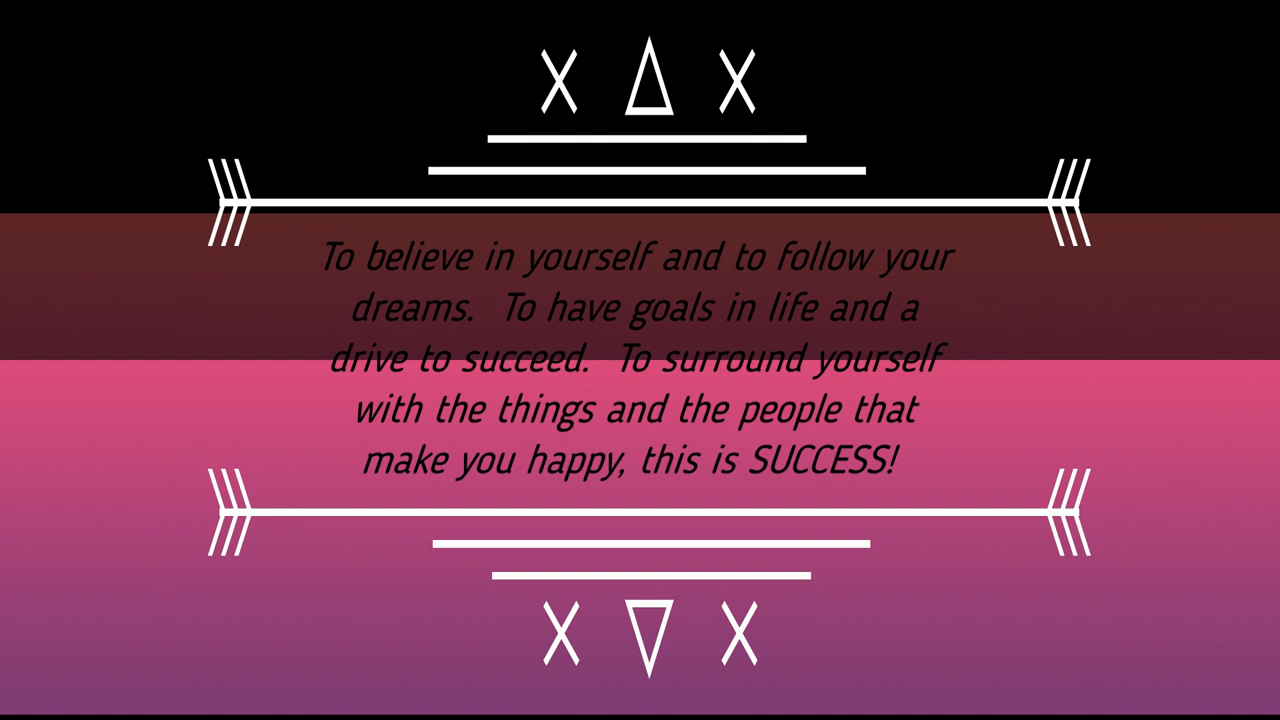 To believe in yourself and to follow your
dreams.  To have goals in life and a
drive to succeed.  To surround yourself
with the things and the people that
make you happy, this is SUCCESS!